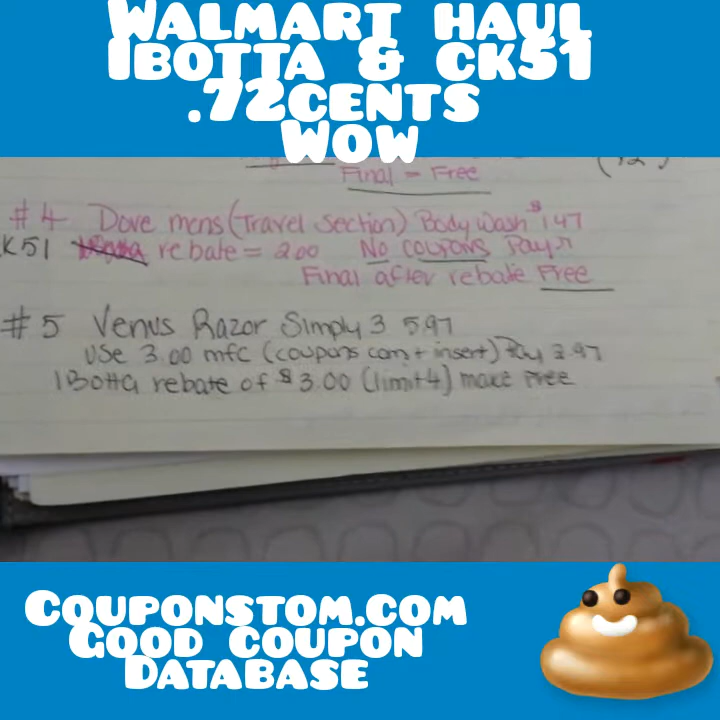 WALMART HAUL
IBOTTA & CK51
.72CENTS
WOW
Final = Free
#4 Dove mens (Travel Section) Body Wash $1.47
K51 rebate = 2.00 No coupons Pay
Final after rebate Free
#5 Venus Razor Simply 3 5.97
Use 3.00 mfc (coupons.com + insert) Pay 2.97
IBotta rebate of $3.00 (limit 4) make Free
COUPONSTOM.COM
GOOD COUPON
DATABASE